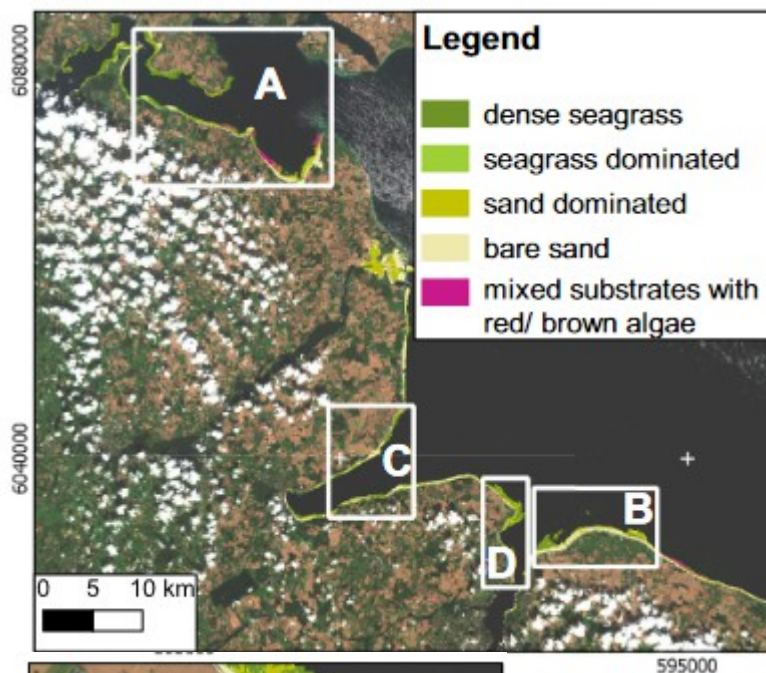 6080000
A
Legend
dense seagrass
seagrass dominated
sand dominated
bare sand
mixed substrates with
red/ brown algae
6040000
C
B
D
0 5 10 km
595000